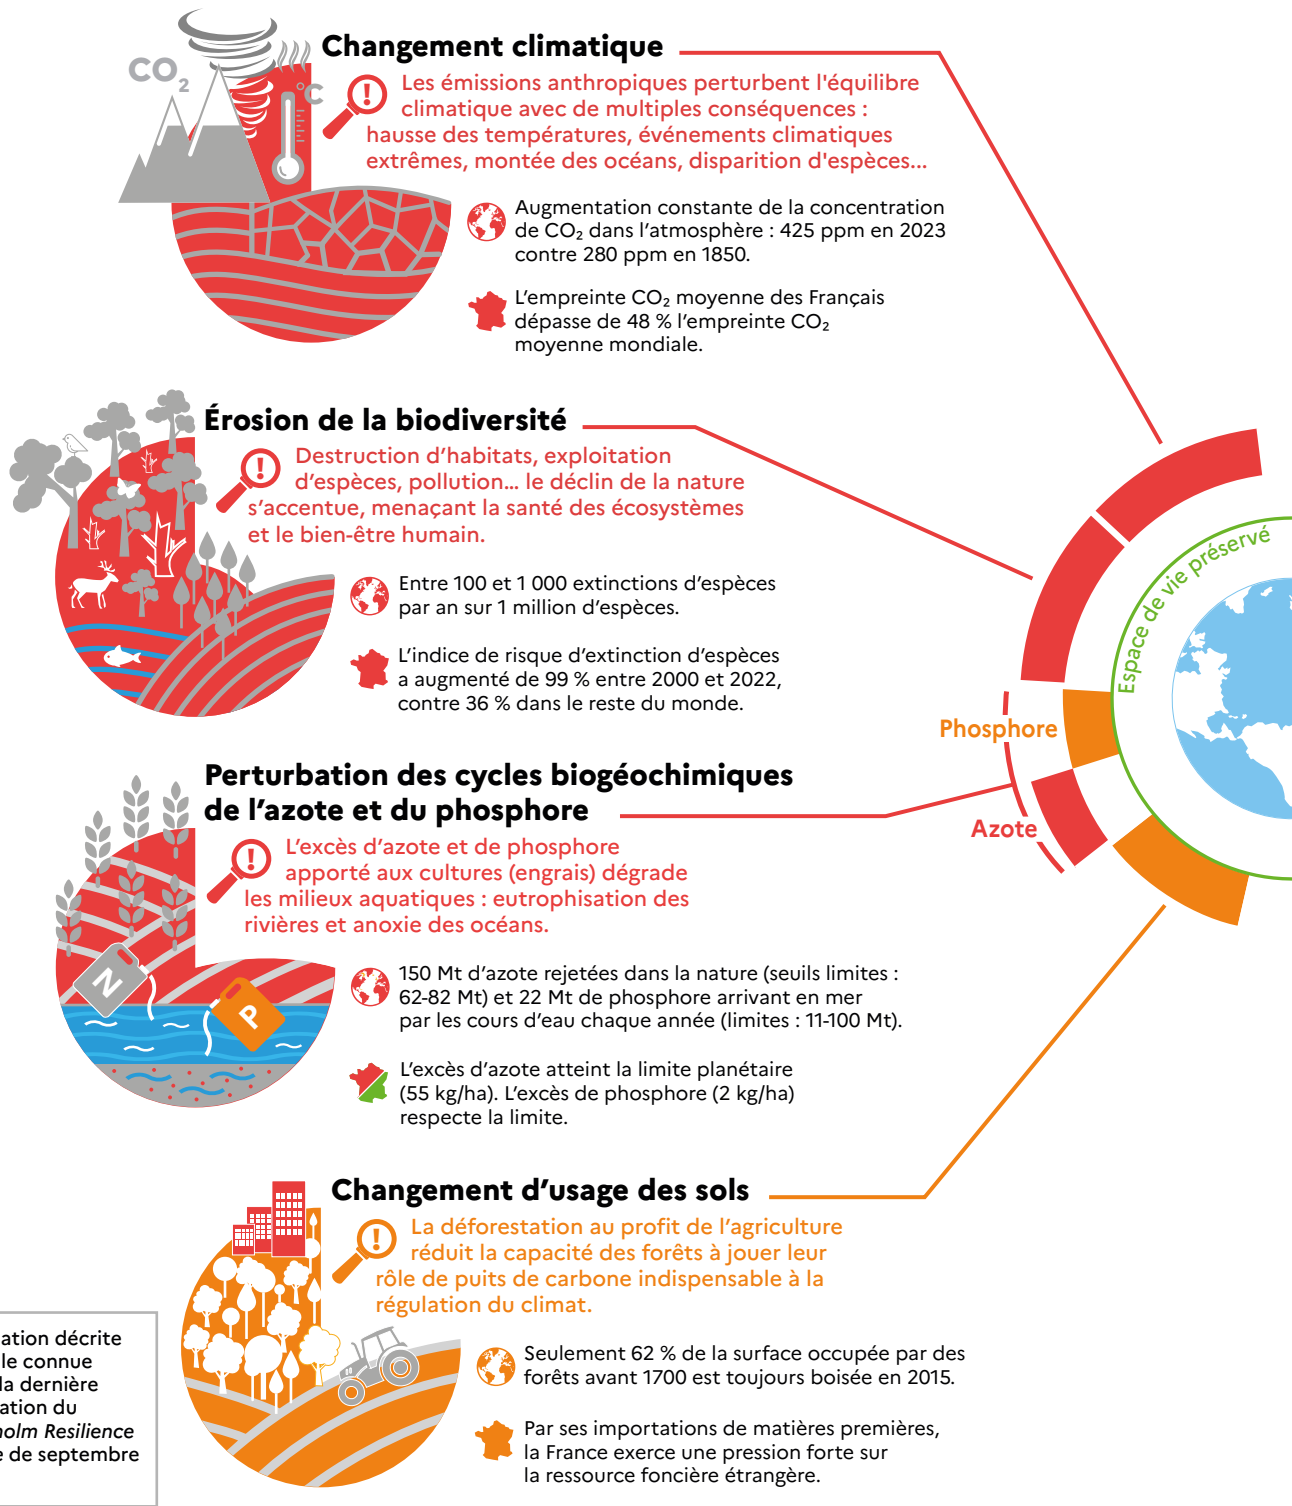 CO₂
°C
Changement climatique
Les émissions anthropiques perturbent l'équilibre
climatique avec de multiples conséquences :
hausse des températures, événements climatiques
extrêmes, montée des océans, disparition d'espèces...
Augmentation constante de la concentration
de CO₂ dans l'atmosphère : 425 ppm en 2023
contre 280 ppm en 1850.
L'empreinte CO₂ moyenne des Français
dépasse de 48 % l'empreinte CO₂
moyenne mondiale.
Érosion de la biodiversité
Destruction d'habitats, exploitation
d'espèces, pollution... le déclin de la nature
s'accentue, menaçant la santé des écosystèmes
et le bien-être humain.
Entre 100 et 1 000 extinctions d'espèces
par an sur 1 million d'espèces.
L'indice de risque d'extinction d'espèces
a augmenté de 99 % entre 2000 et 2022,
contre 36 % dans le reste du monde.
Espace de vie préservé
Phosphore
Azote
Perturbation des cycles biogéochimiques
de l'azote et du phosphore
L'excès d'azote et de phosphore
apporté aux cultures (engrais) dégrade
les milieux aquatiques : eutrophisation des
rivières et anoxie des océans.
N
P
150 Mt d'azote rejetées dans la nature (seuils limites :
62-82 Mt) et 22 Mt de phosphore arrivant en mer
par les cours d'eau chaque année (limites : 11-100 Mt).
L'excès d'azote atteint la limite planétaire
(55 kg/ha). L'excès de phosphore (2 kg/ha)
respecte la limite.
Changement d'usage des sols
La déforestation au profit de l'agriculture
réduit la capacité des forêts à jouer leur
rôle de puits de carbone indispensable à la
régulation du climat.
Seulement 62 % de la surface occupée par des
forêts avant 1700 est toujours boisée en 2015.
Par ses importations de matières premières,
la France exerce une pression forte sur
la ressource foncière étrangère.
ation décrite
le connue
la dernière
ation du
holm Resilience
e de septembre